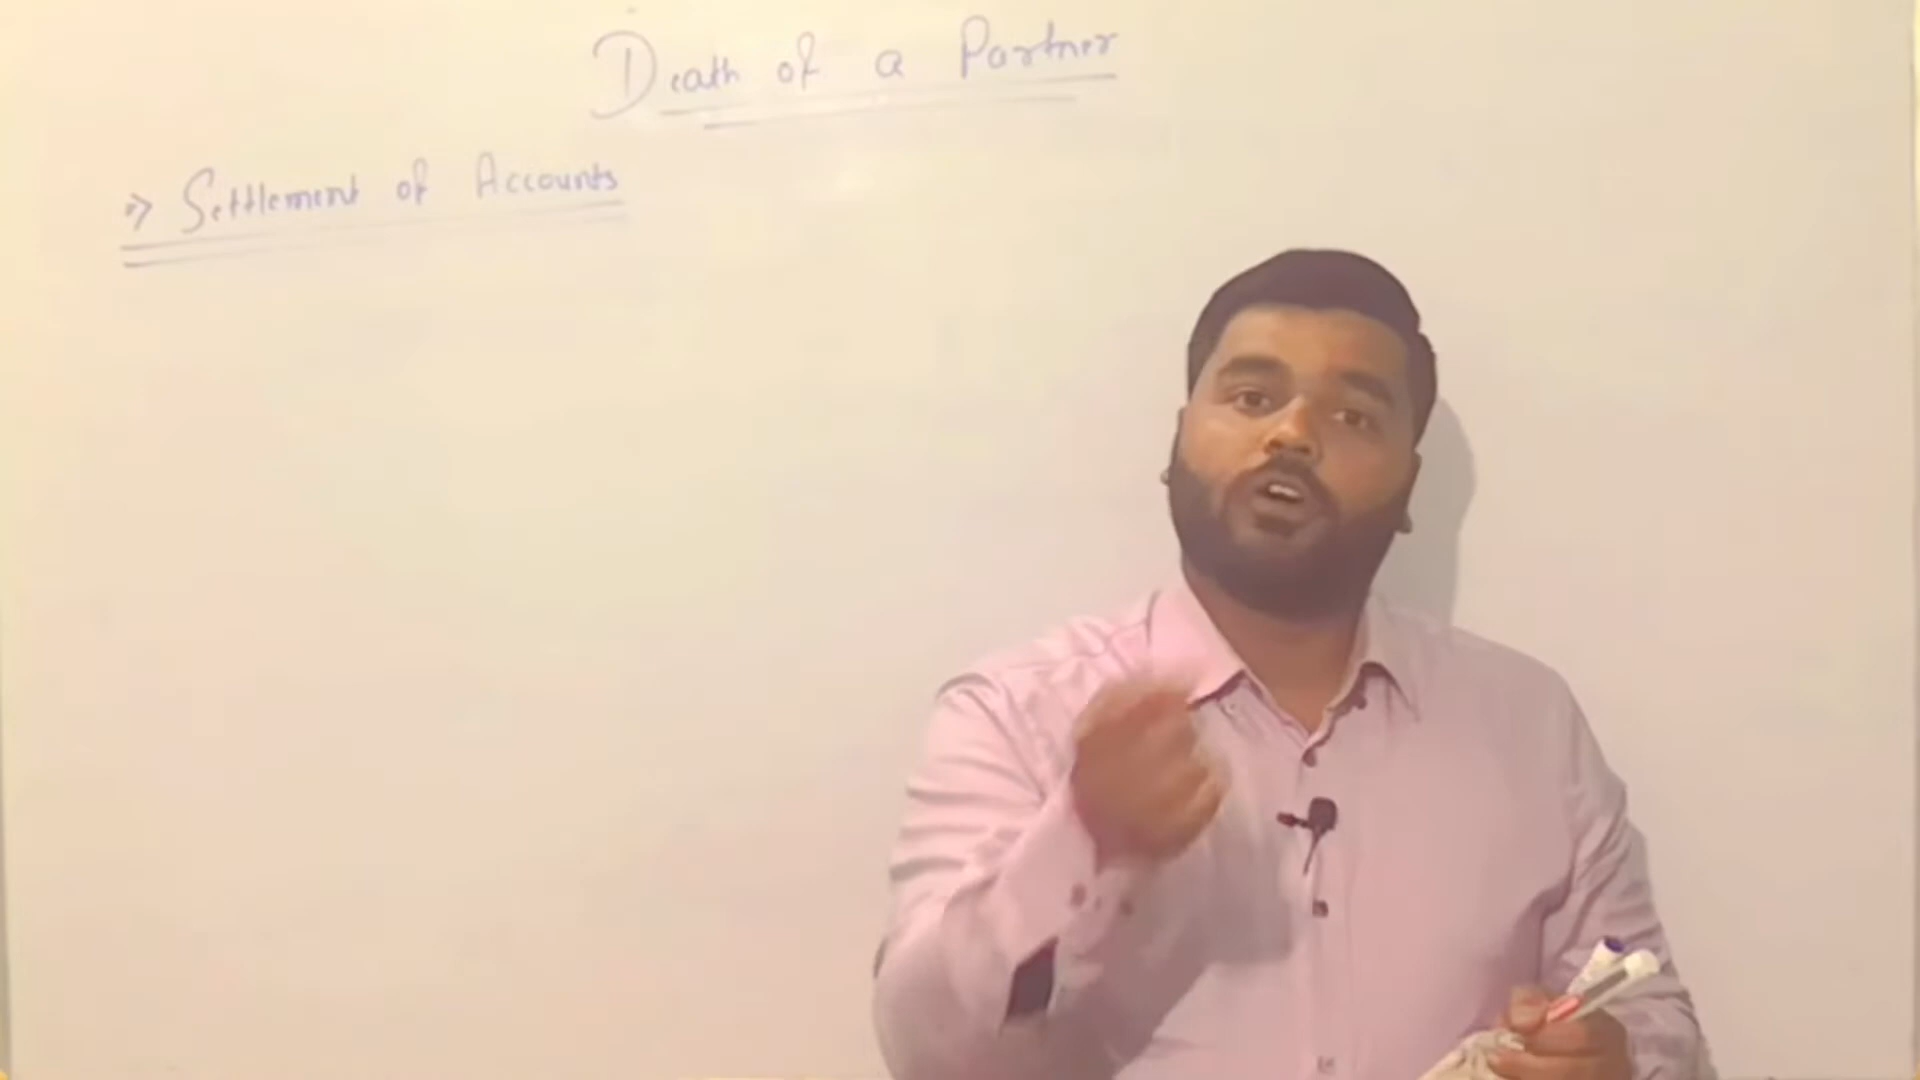 Death of a Partner
=> Settlement of Accounts